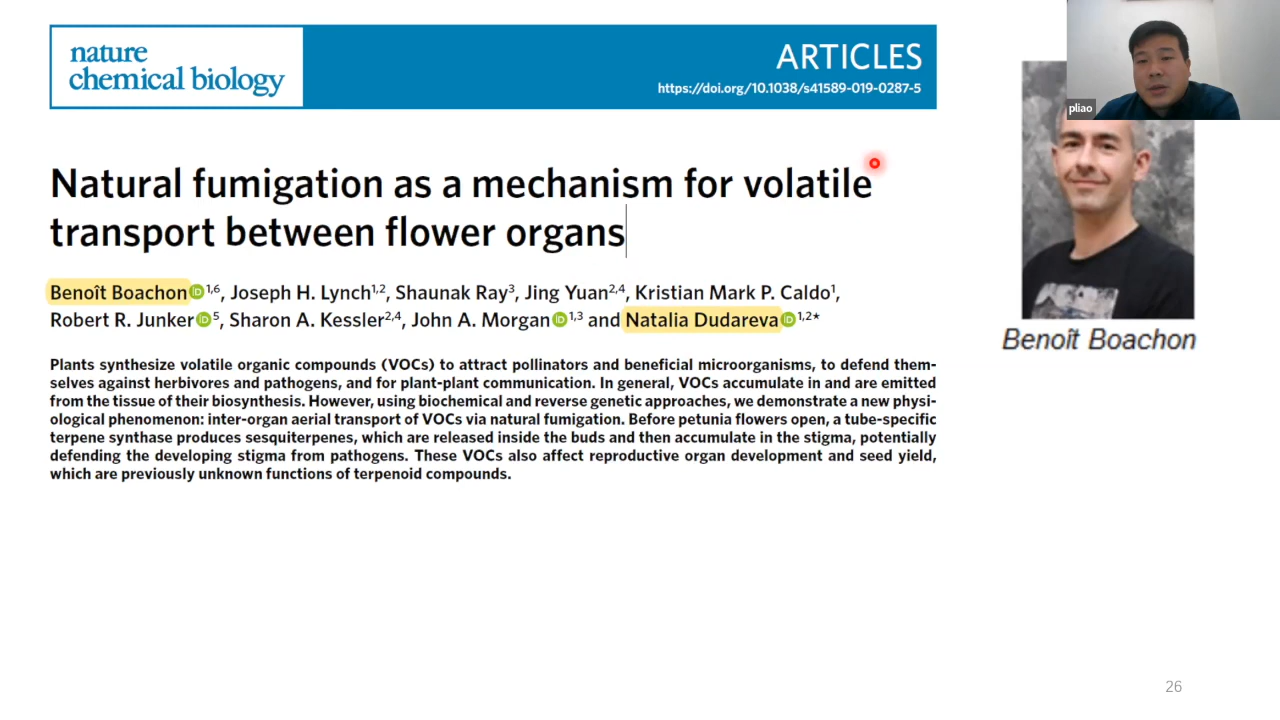 nature
chemical biology
ARTICLES
https://doi.org/10.1038/s41589-019-0287-5
pliao
Natural fumigation as a mechanism for volatile
transport between flower organs
Benoît Boachon iD 1,6, Joseph H. Lynch1,2, Shaunak Ray3, Jing Yuan2,4, Kristian Mark P. Caldo1,
Robert R. Junker iD 5, Sharon A. Kessler2,4, John A. Morgan iD 1,3 and Natalia Dudareva iD 1,2*
Benoît Boachon
Plants synthesize volatile organic compounds (VOCs) to attract pollinators and beneficial microorganisms, to defend them-
selves against herbivores and pathogens, and for plant-plant communication. In general, VOCs accumulate in and are emitted
from the tissue of their biosynthesis. However, using biochemical and reverse genetic approaches, we demonstrate a new physi-
ological phenomenon: inter-organ aerial transport of VOCs via natural fumigation. Before petunia flowers open, a tube-specific
terpene synthase produces sesquiterpenes, which are released inside the buds and then accumulate in the stigma, potentially
defending the developing stigma from pathogens. These VOCs also affect reproductive organ development and seed yield,
which are previously unknown functions of terpenoid compounds.
26